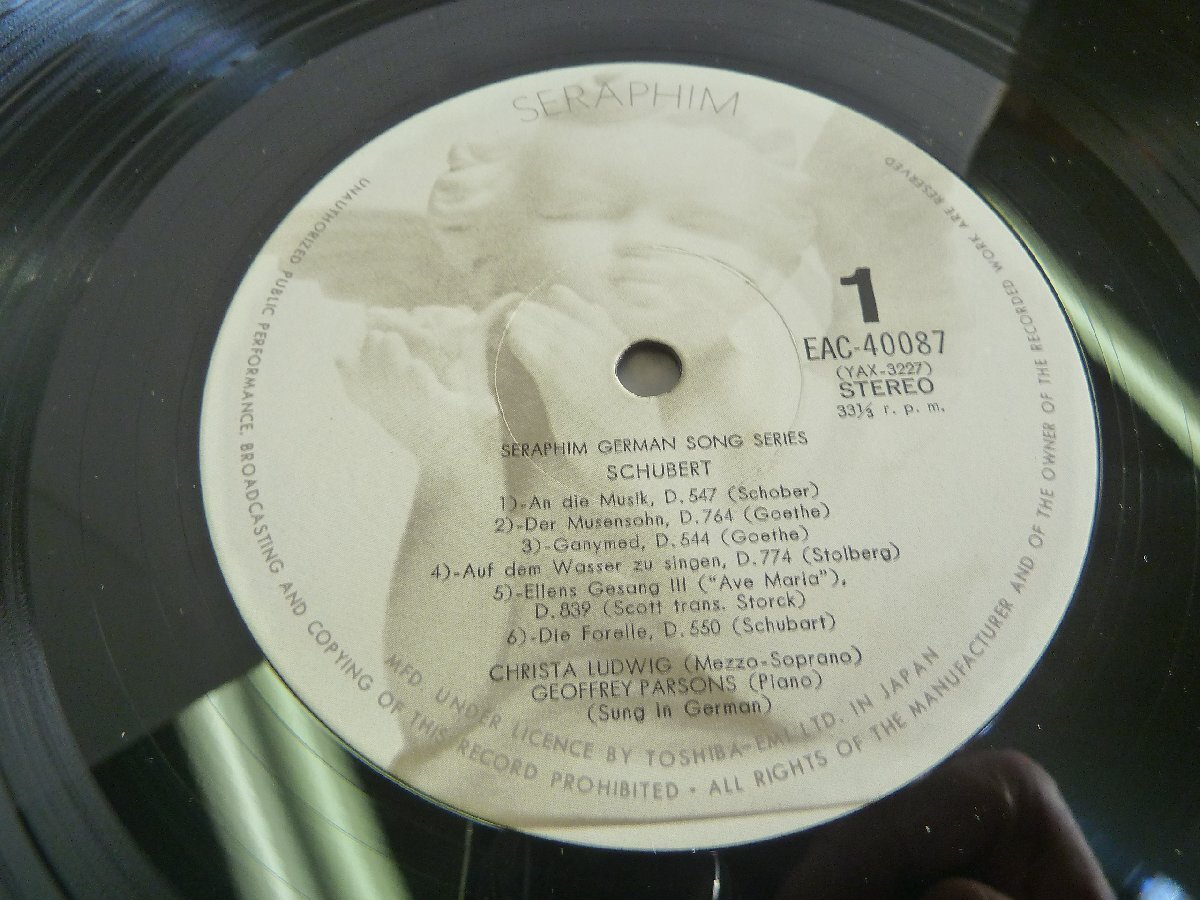 SERAPHIM
1
EAC-40087
(YAX-3227)
STEREO
33⅓ r. p. m.
SERAPHIM GERMAN SONG SERIES
SCHUBERT
1)-An die Musik, D.547 (Schober)
2)-Der Musensohn, D.764 (Goethe)
3)-Ganymed, D.544 (Goethe)
4)-Auf dem Wasser zu singen, D.774 (Stolberg)
5)-Ellens Gesang III ("Ave Maria"),
D.839 (Scott trans. Storck)
6)-Die Forelle, D.550 (Schubart)
CHRISTA LUDWIG (Mezzo-Soprano)
GEOFFREY PARSONS (Piano)
(Sung in German)
MFD. UNDER LICENCE BY TOSHIBA-EMI LTD. IN JAPAN
UNAUTHORIZED PUBLIC PERFORMANCE, BROADCASTING AND COPYING OF THIS RECORD PROHIBITED • ALL RIGHTS OF THE MANUFACTURER AND OF THE OWNER OF THE RECORDED WORK ARE RESERVED